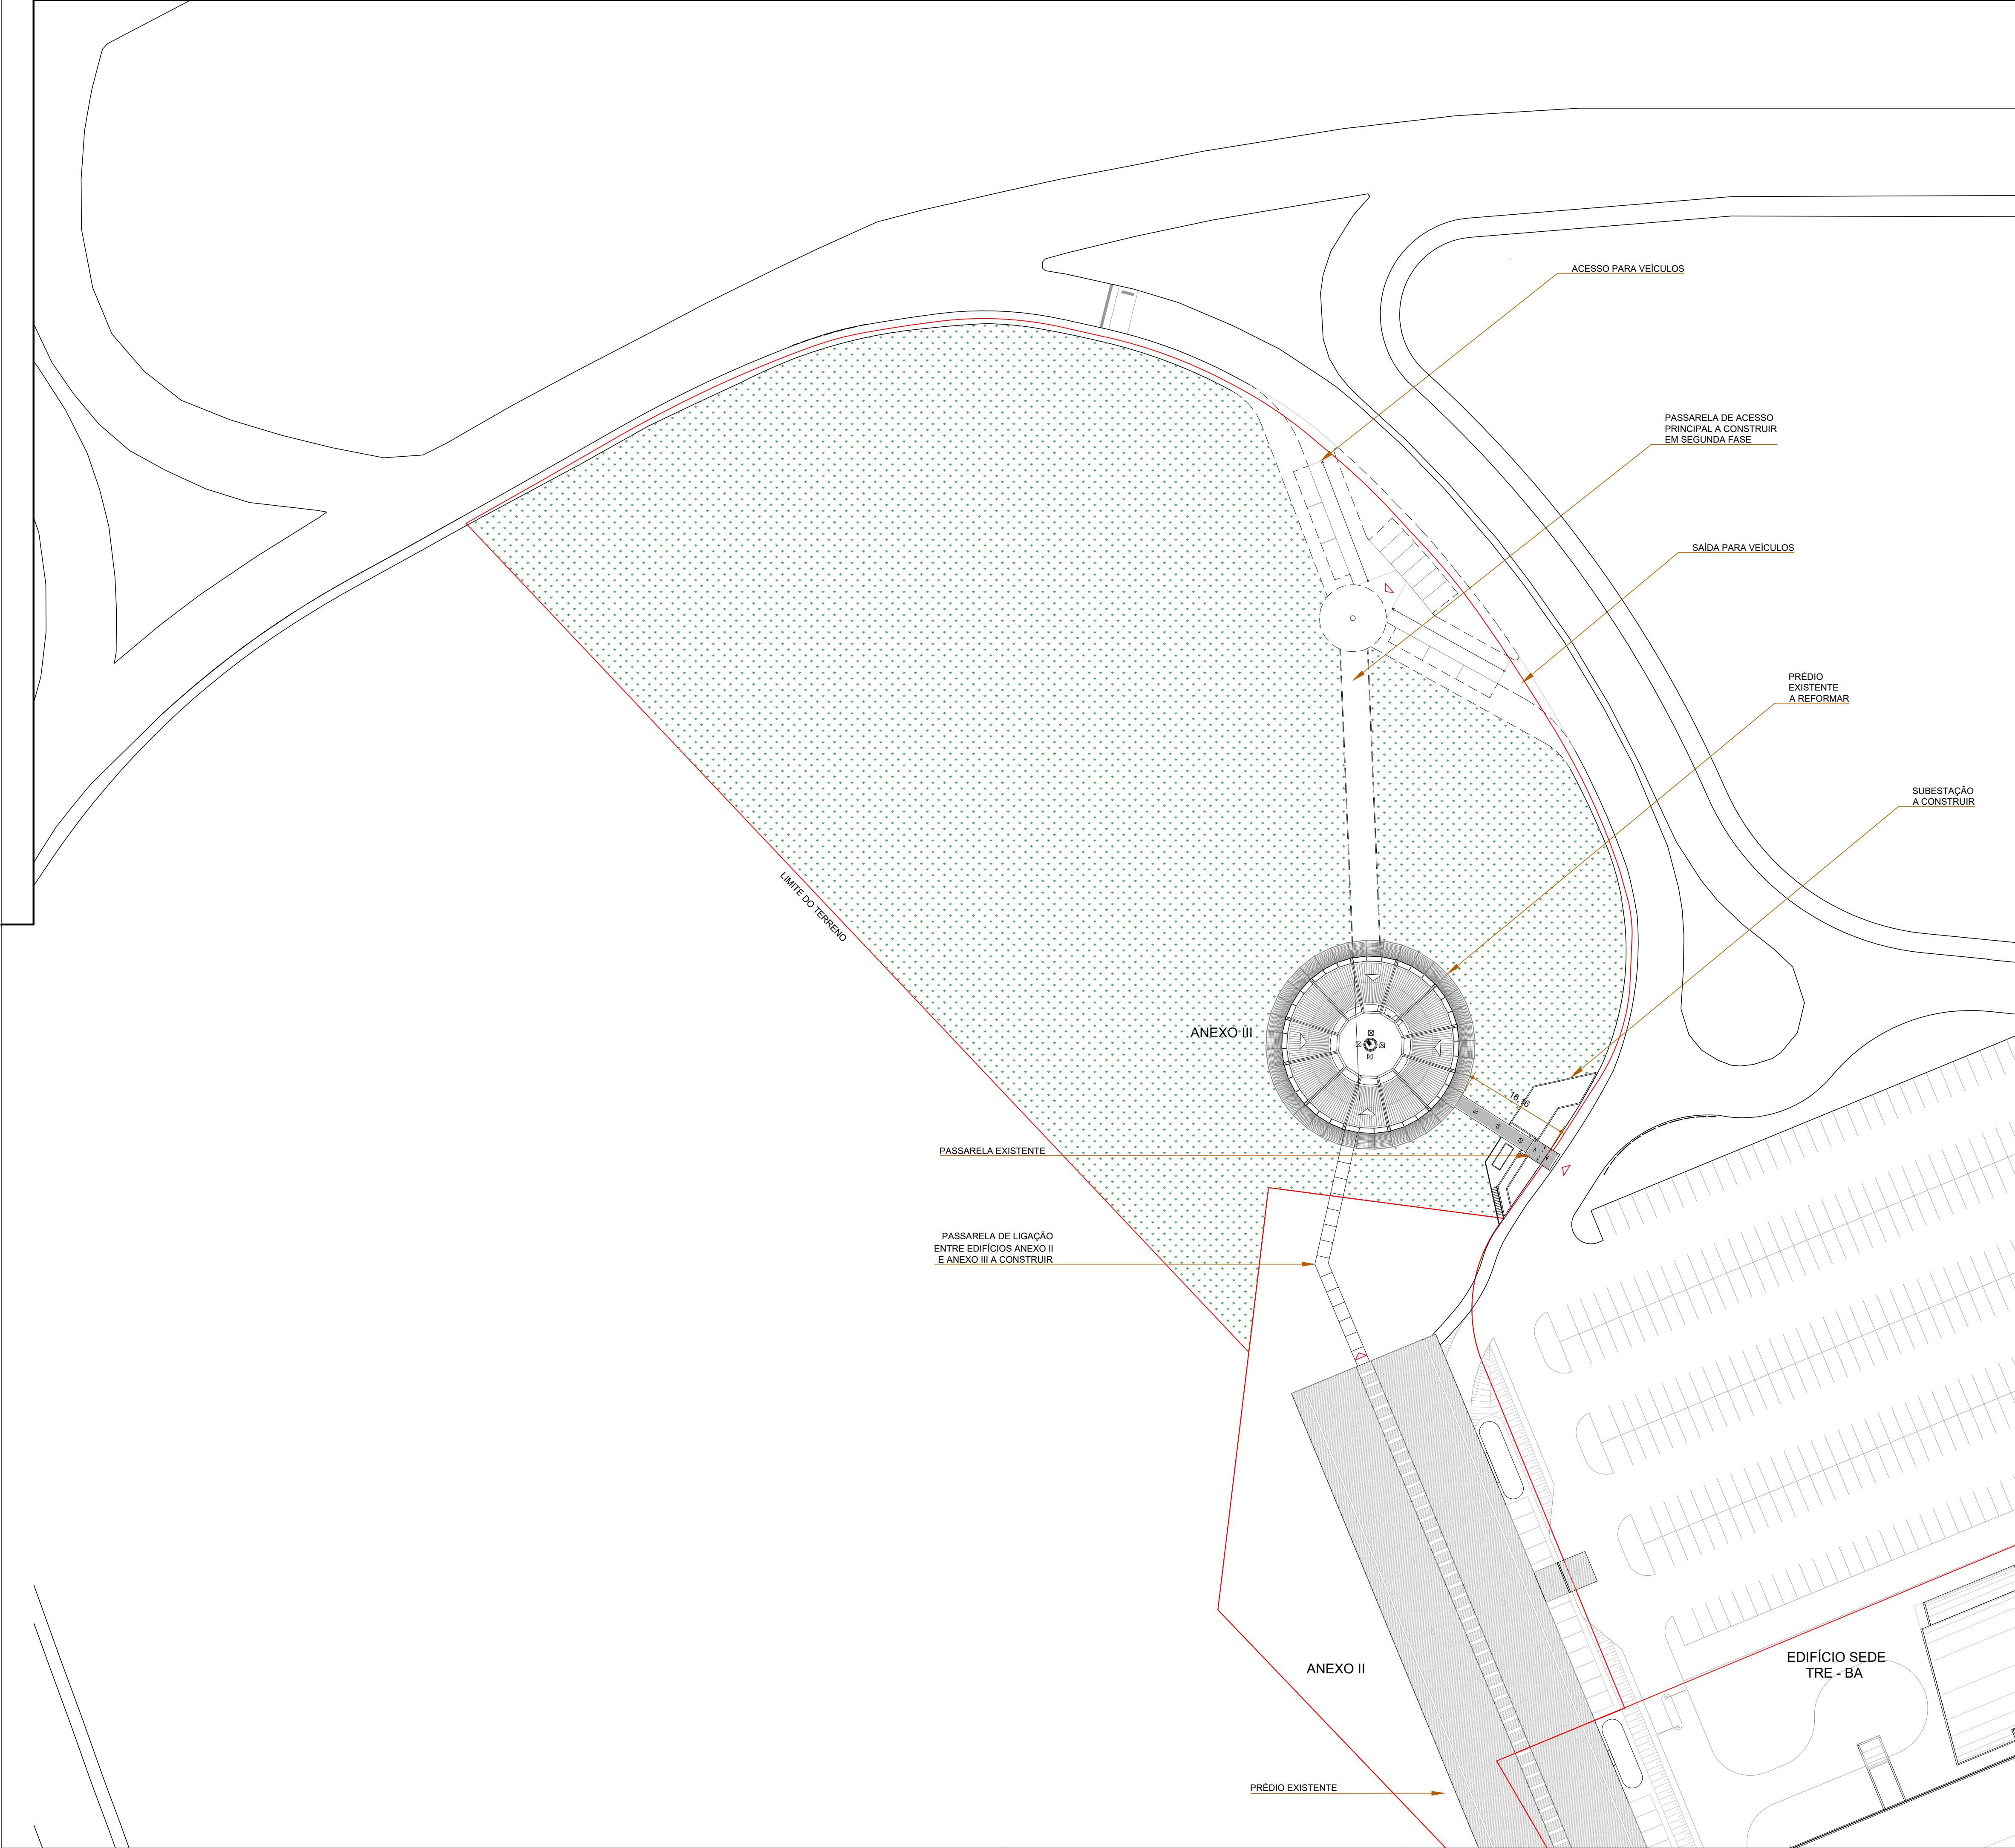 ACESSO PARA VEÍCULOS
PASSARELA DE ACESSO
PRINCIPAL A CONSTRUIR
EM SEGUNDA FASE
SAÍDA PARA VEÍCULOS
PRÉDIO
EXISTENTE
A REFORMAR
SUBESTAÇÃO
A CONSTRUIR
LIMITE DO TERRENO
ANEXO III
16,16
PASSARELA EXISTENTE
PASSARELA DE LIGAÇÃO
ENTRE EDIFÍCIOS ANEXO II
E ANEXO III A CONSTRUIR
EDIFÍCIO SEDE
TRE - BA
ANEXO II
PRÉDIO EXISTENTE